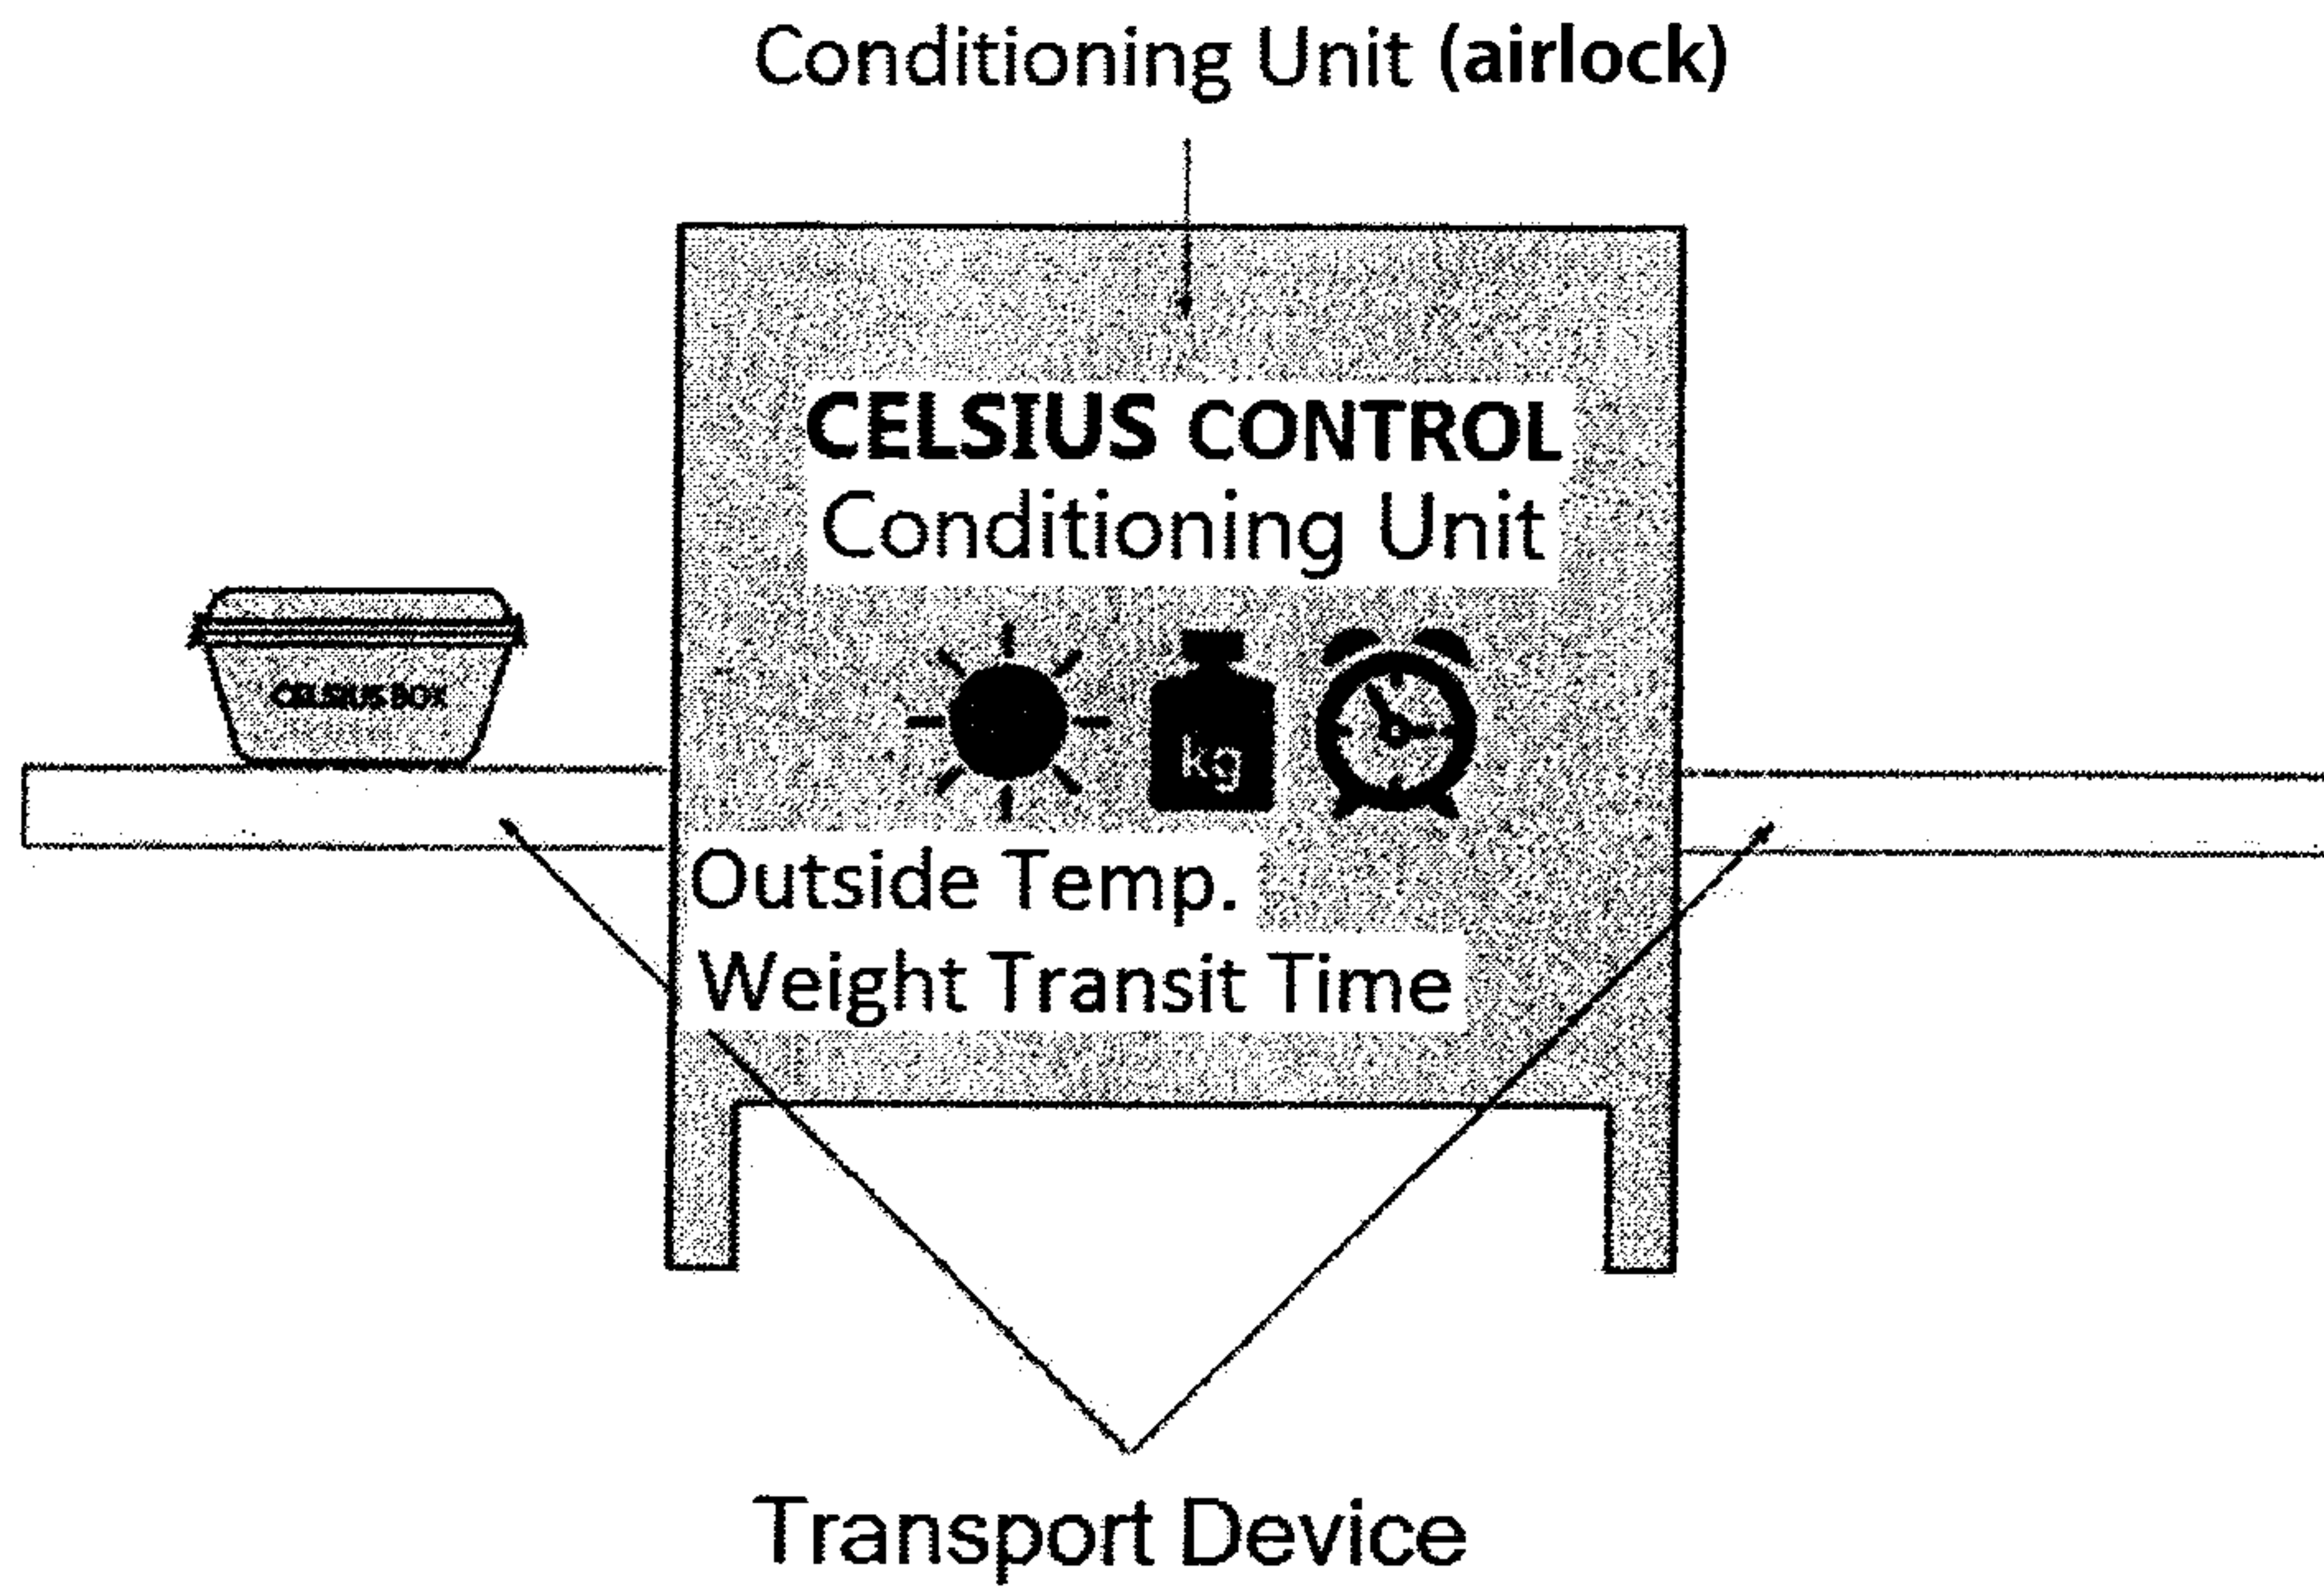 Conditioning Unit (airlock)
CELSIUS CONTROL
Conditioning Unit
CELSIUS BOX
kg
Outside Temp.
Weight Transit Time
Transport Device